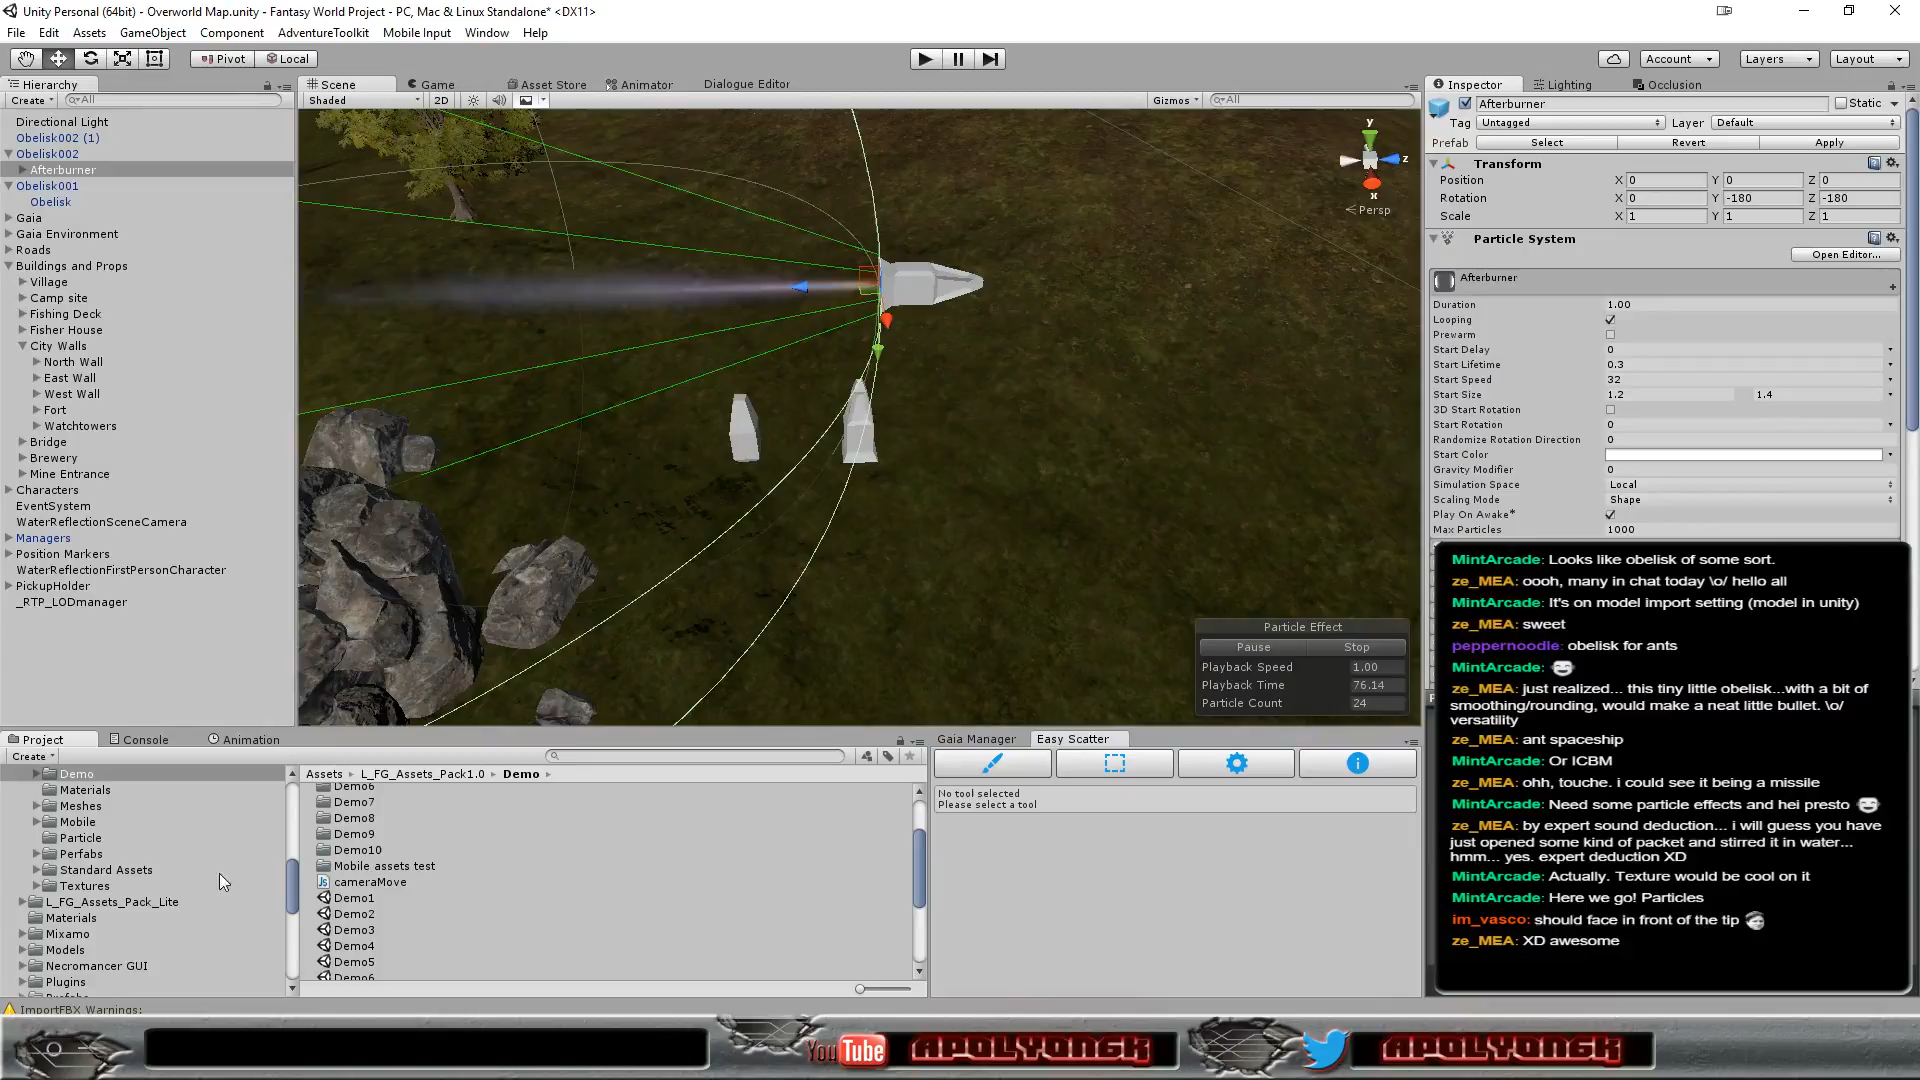 Unity Personal (64bit) - Overworld Map.unity - Fantasy World Project - PC, Mac & Linux Standalone* <DX11>
File Edit Assets GameObject Component AdventureToolkit Mobile Input Window Help
Pivot Local Account Layers Layout
Hierarchy
Create All
Directional Light
Obelisk002 (1)
Obelisk002
Afterburner
Obelisk001
Obelisk
Gaia
Gaia Environment
Roads
Buildings and Props
Village
Camp site
Fishing Deck
Fisher House
City Walls
North Wall
East Wall
West Wall
Fort
Watchtowers
Bridge
Brewery
Mine Entrance
Characters
EventSystem
WaterReflectionSceneCamera
Managers
Position Markers
WaterReflectionFirstPersonCharacter
PickupHolder
_RTP_LODmanager
Scene Game Asset Store Animator Dialogue Editor
Shaded 2D Gizmos All
y
z
x
Persp
Particle Effect
Pause Stop
Playback Speed 1.00
Playback Time 76.14
Particle Count 24
Inspector Lighting Occlusion
Afterburner Static
Tag Untagged Layer Default
Prefab Select Revert Apply
Transform
Position X 0 Y 0 Z 0
Rotation X 0 Y -180 Z -180
Scale X 1 Y 1 Z 1
Particle System
Open Editor...
Afterburner
Duration 1.00
Looping
Prewarm
Start Delay 0
Start Lifetime 0.3
Start Speed 32
Start Size 1.2 1.4
3D Start Rotation
Start Rotation 0
Randomize Rotation Direction 0
Start Color
Gravity Modifier 0
Simulation Space Local
Scaling Mode Shape
Play On Awake*
Max Particles 1000
MintArcade: Looks like obelisk of some sort.
ze_MEA: oooh, many in chat today \o/ hello all
MintArcade: It's on model import setting (model in unity)
ze_MEA: sweet
peppernoodle: obelisk for ants
MintArcade:
ze_MEA: just realized... this tiny little obelisk...with a bit of
smoothing/rounding, would make a neat little bullet. \o/
versatility
ze_MEA: ant spaceship
MintArcade: Or ICBM
ze_MEA: ohh, touche. i could see it being a missile
MintArcade: Need some particle effects and hei presto
ze_MEA: by expert sound deduction... i will guess you have
just opened some kind of packet and stirred it in water...
hmm... yes. expert deduction XD
MintArcade: Actually. Texture would be cool on it
MintArcade: Here we go! Particles
im_vasco: should face in front of the tip
ze_MEA: XD awesome
Project Console Animation
Create
Demo
Materials
Meshes
Mobile
Particle
Perfabs
Standard Assets
Textures
L_FG_Assets_Pack_Lite
Materials
Mixamo
Models
Necromancer GUI
Plugins
Prefabs
Assets L_FG_Assets_Pack1.0 Demo
Demo6
Demo7
Demo8
Demo9
Demo10
Mobile assets test
cameraMove
Demo1
Demo2
Demo3
Demo4
Demo5
Demo6
Gaia Manager Easy Scatter
No tool selected
Please select a tool
ImportFBX Warnings:
YouTube APOLYONGK APOLYONGK